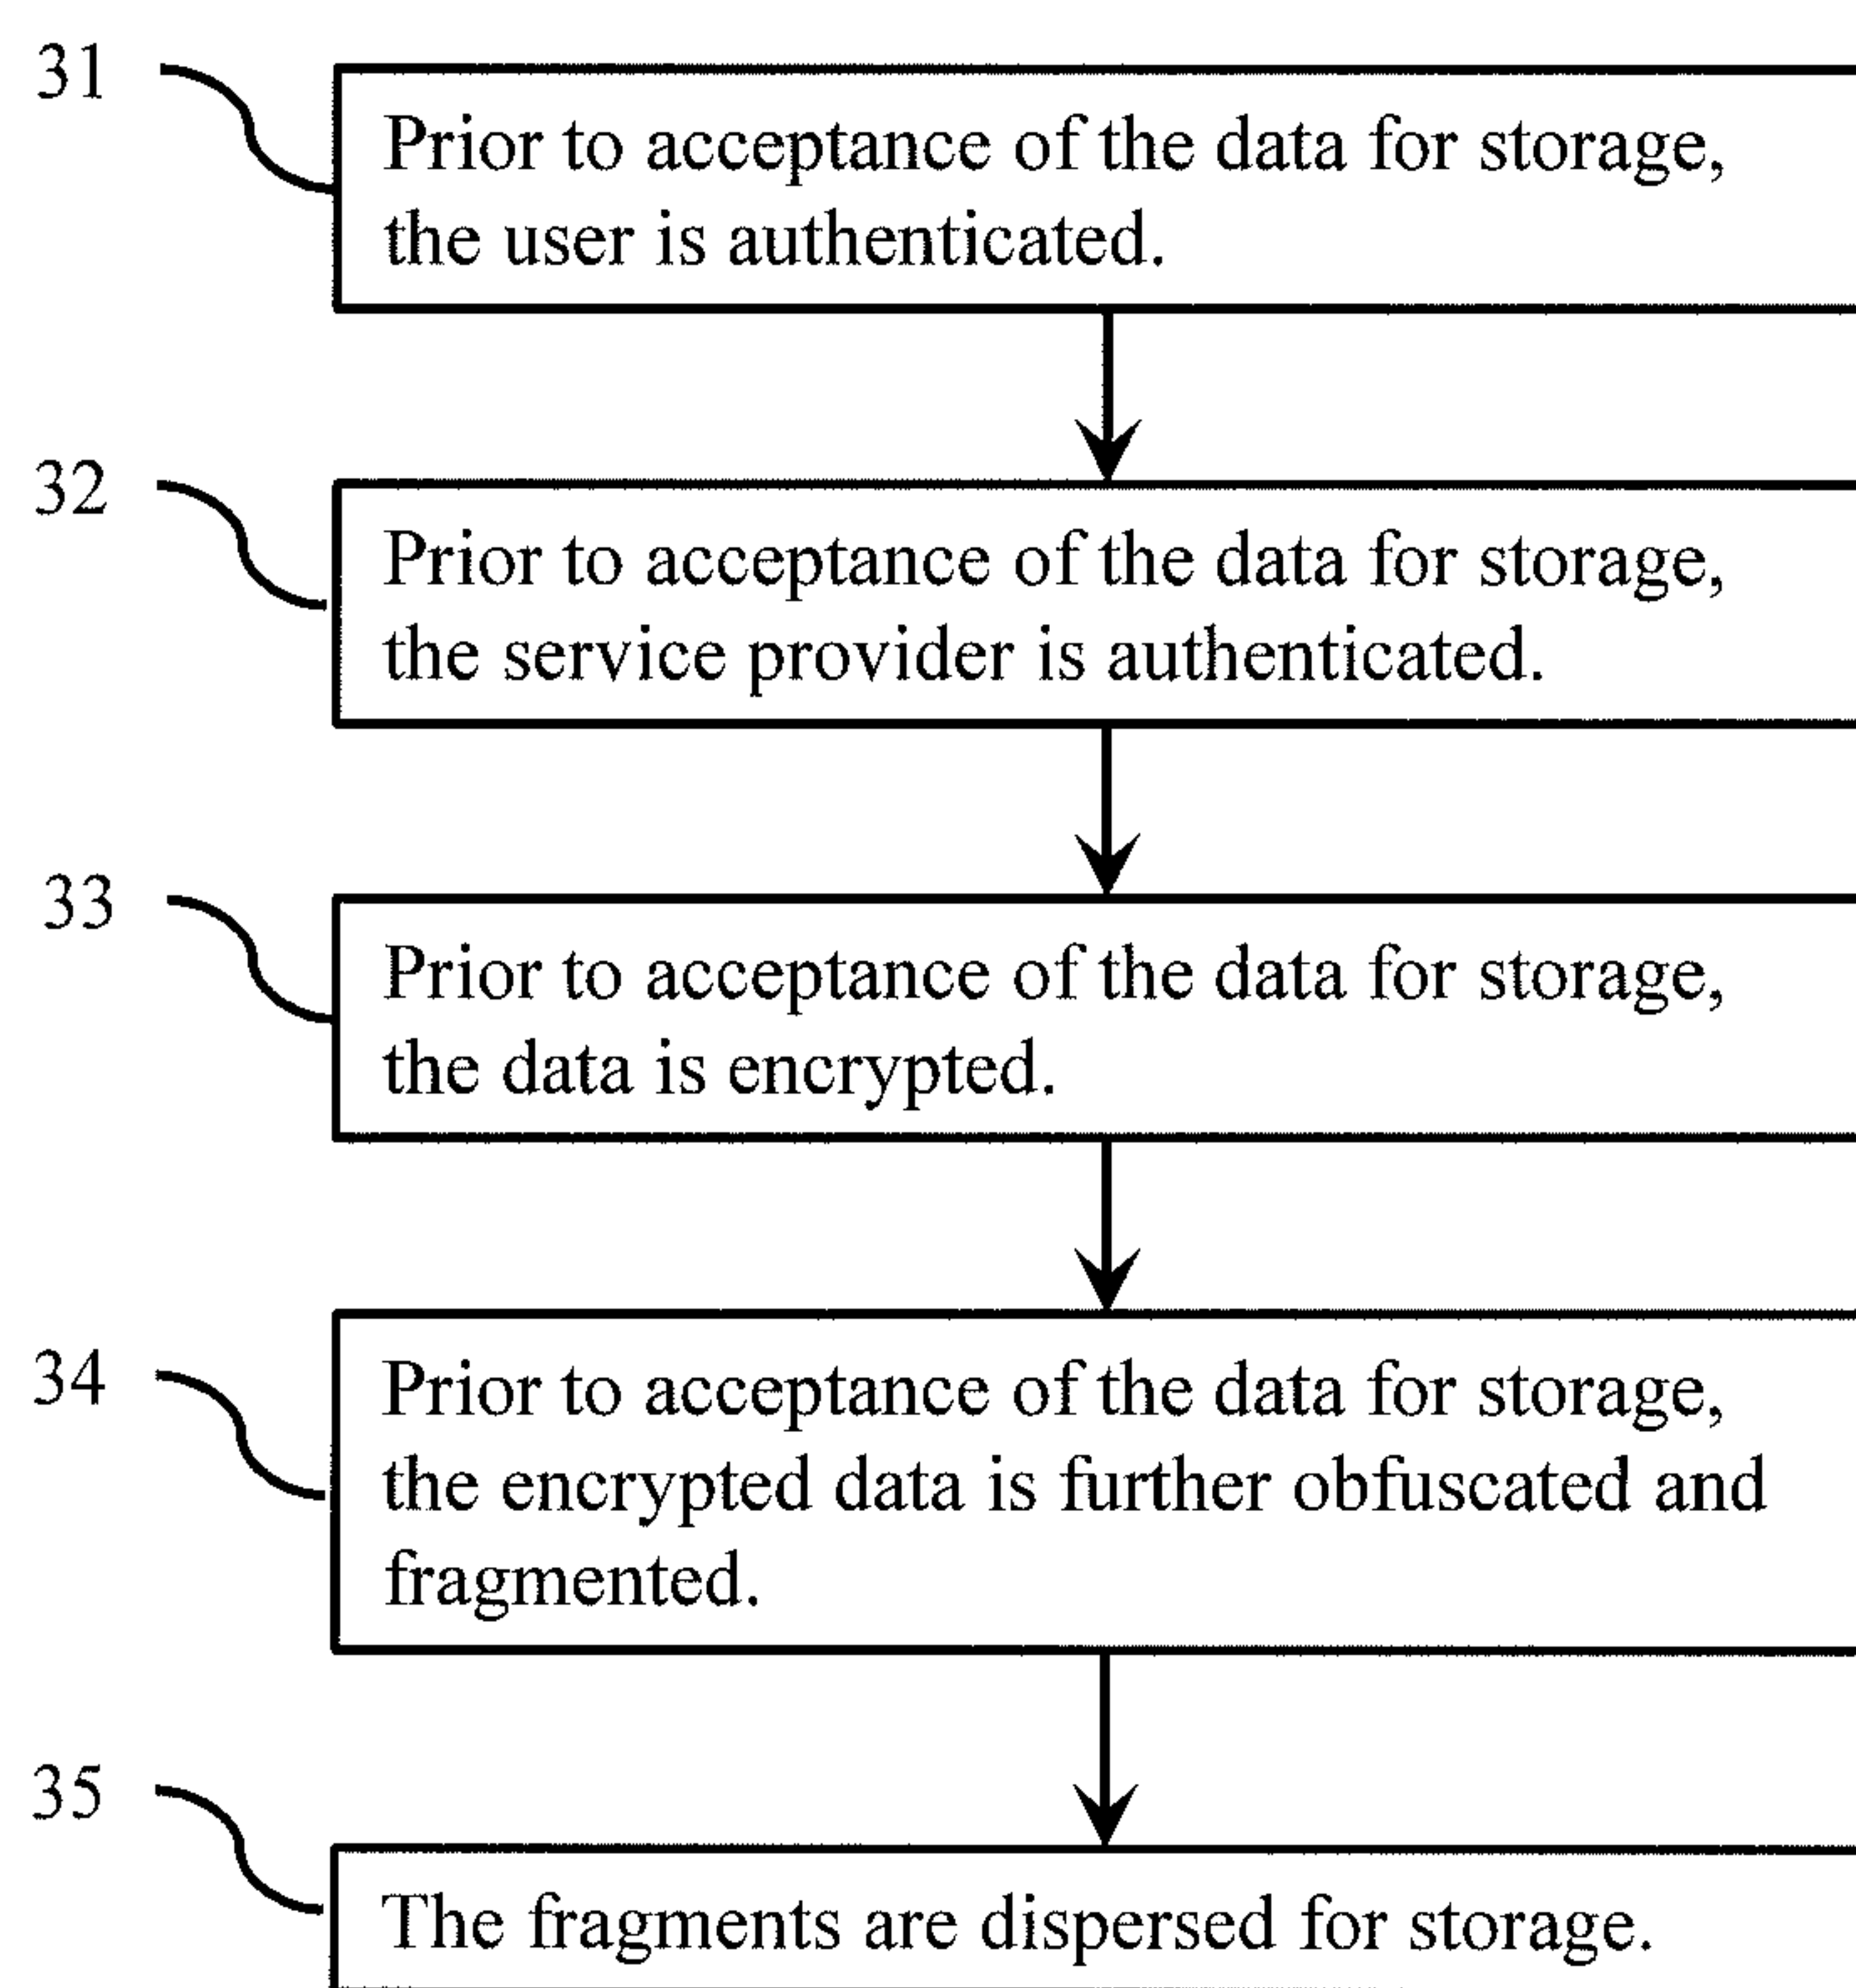 31
Prior to acceptance of the data for storage,
the user is authenticated.
32
Prior to acceptance of the data for storage,
the service provider is authenticated.
33
Prior to acceptance of the data for storage,
the data is encrypted.
34
Prior to acceptance of the data for storage,
the encrypted data is further obfuscated and
fragmented.
35
The fragments are dispersed for storage.